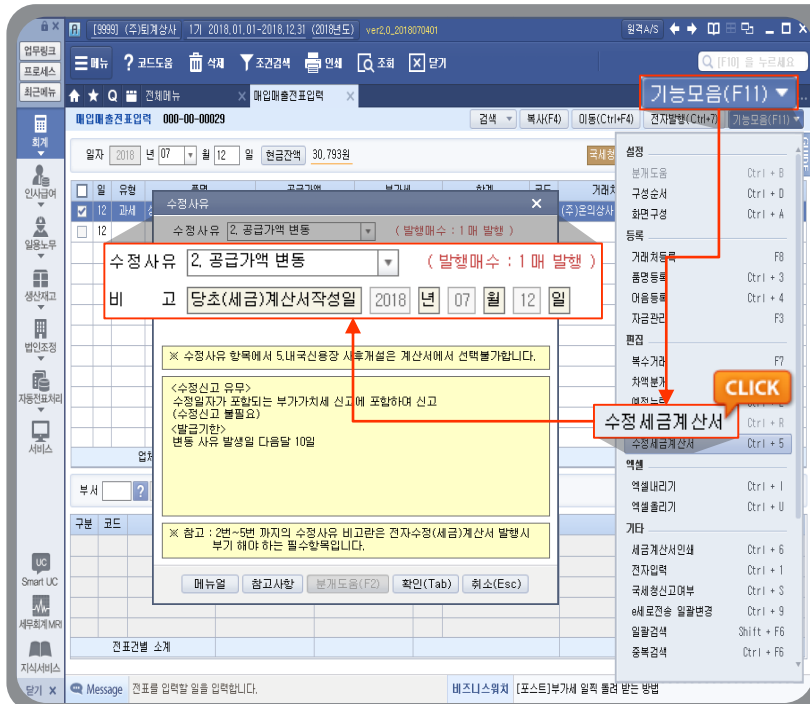 [9999] (주)퇴계상사 1기 2018.01.01~2018.12.31 (2018년도) ver2.0_2018070401 원격A/S
업무링크
프로세스
최근메뉴
메뉴 코드도움 삭제 조건검색 인쇄 조회 닫기 [F10] 을 누르세요
전체메뉴 매입매출전표입력
기능모음(F11)
매입매출전표입력 000-00-00029 검색 복사(F4) 이동(Ctrl+F4) 전자발행(Ctrl+7) 기능모음(F11)
일자 2018 년 07 월 12 일 현금잔액 30,793원 국세청
일 유형 품명 공급가액 부가세 합계 코드
12 과세 (주)은의상사
12
회계
인사급여
일용노무
생산재고
법인조정
자동전표처리
서비스
Smart UC
세무회계MRI
지식서비스
닫기 X
수정사유
수정사유 2. 공급가액 변동 ( 발행매수 : 1 매 발행 )
수정사유 2. 공급가액 변동 ( 발행매수 : 1 매 발행 )
비 고 당초(세금)계산서작성일 2018 년 07 월 12 일
※ 수정사유 항목에서 5.내국신용장 사후개설은 계산서에서 선택불가합니다.
<수정신고 유무>
수정일자가 포함되는 부가가치세 신고에 포함하여 신고
(수정신고 불필요)
<발급기한>
변동 사유 발생일 다음달 10일
※ 참고 : 2번~5번 까지의 수정사유 비고란은 전자수정(세금)계산서 발행시
부기 해야 하는 필수항목입니다.
메뉴얼 참고사항 분개도움(F2) 확인(Tab) 취소(Esc)
부서
구분 코드
전표건별 소계
설정
분개도움 Ctrl + B
구성순서 Ctrl + D
화면구성 Ctrl + A
등록
거래처등록 F8
품명등록 Ctrl + 3
어음등록 Ctrl + 4
자금관리 F3
편집
복수거래 F7
차액분개
CLICK
수정세금계산서
Ctrl + R
수정세금계산서 Ctrl + 5
엑셀
엑셀내리기 Ctrl + I
엑셀올리기 Ctrl + U
기타
세금계산서인쇄 Ctrl + 6
전자입력 Ctrl + 1
국세청신고여부 Ctrl + S
e세로전송 일괄변경 Ctrl + 9
일괄검색 Shift + F6
중복검색 Ctrl + F6
Message 전표를 입력할 일을 입력합니다. 비즈니스워치 [포스트]부가세 일찍 돌려 받는 방법